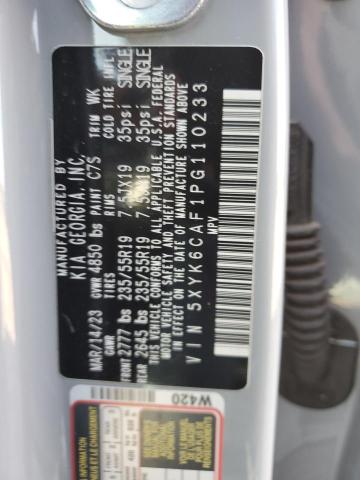 MANUFACTURED BY
KIA GEORGIA, INC.
MAR/14/23 GVWR 4850 lbs PAINT C7S TRIM WK
GAWR TIRES RIMS COLD TIRE INFL
FRONT 2777 lbs 235/55R19 7.5JX19 35psi SINGLE
REAR 2645 lbs 235/55R19 7.5JX19 35psi SINGLE
THIS VEHICLE CONFORMS TO ALL APPLICABLE U.S. FEDERAL
MOTOR VEHICLE SAFETY, BUMPER AND THEFT PREVENTION STANDARDS
IN EFFECT ON THE DATE OF MANUFACTURE SHOWN ABOVE
VIN 5XYK6CAF1PG110233
MPV
W420
INFORMATION